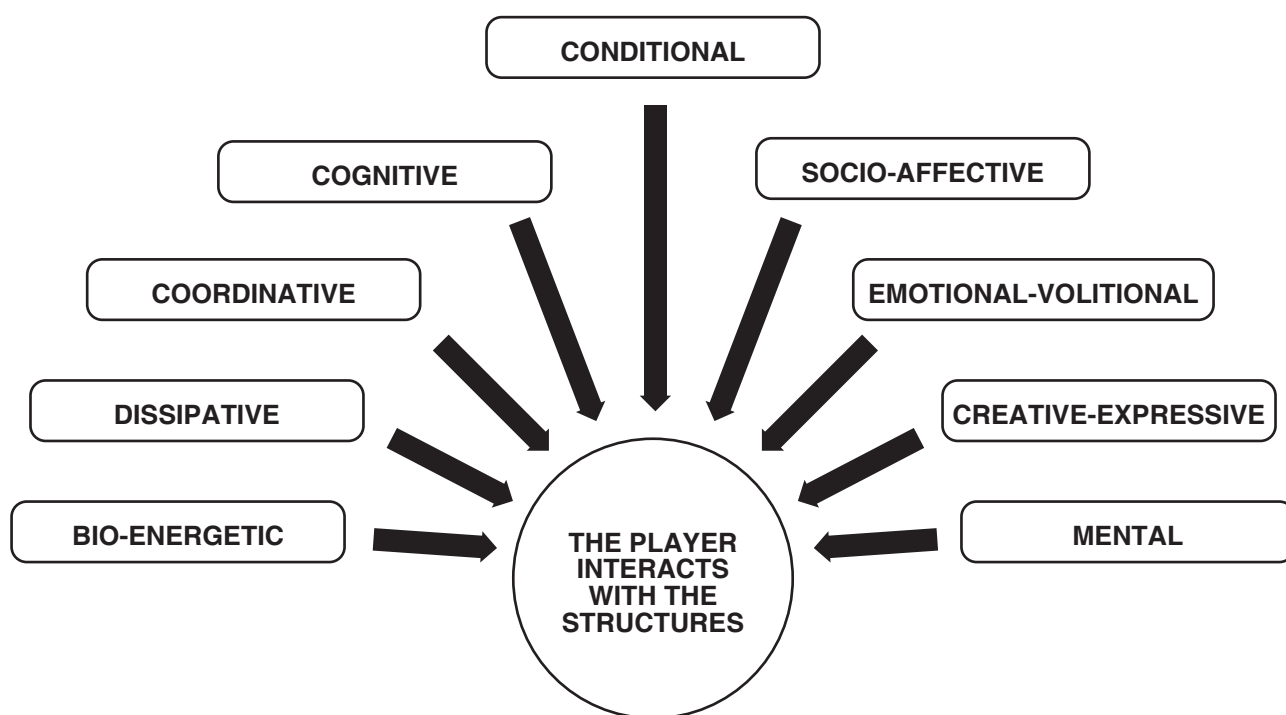 CONDITIONAL
COGNITIVE
SOCIO-AFFECTIVE
COORDINATIVE
EMOTIONAL-VOLITIONAL
DISSIPATIVE
CREATIVE-EXPRESSIVE
BIO-ENERGETIC
MENTAL
THE PLAYER
INTERACTS
WITH THE
STRUCTURES